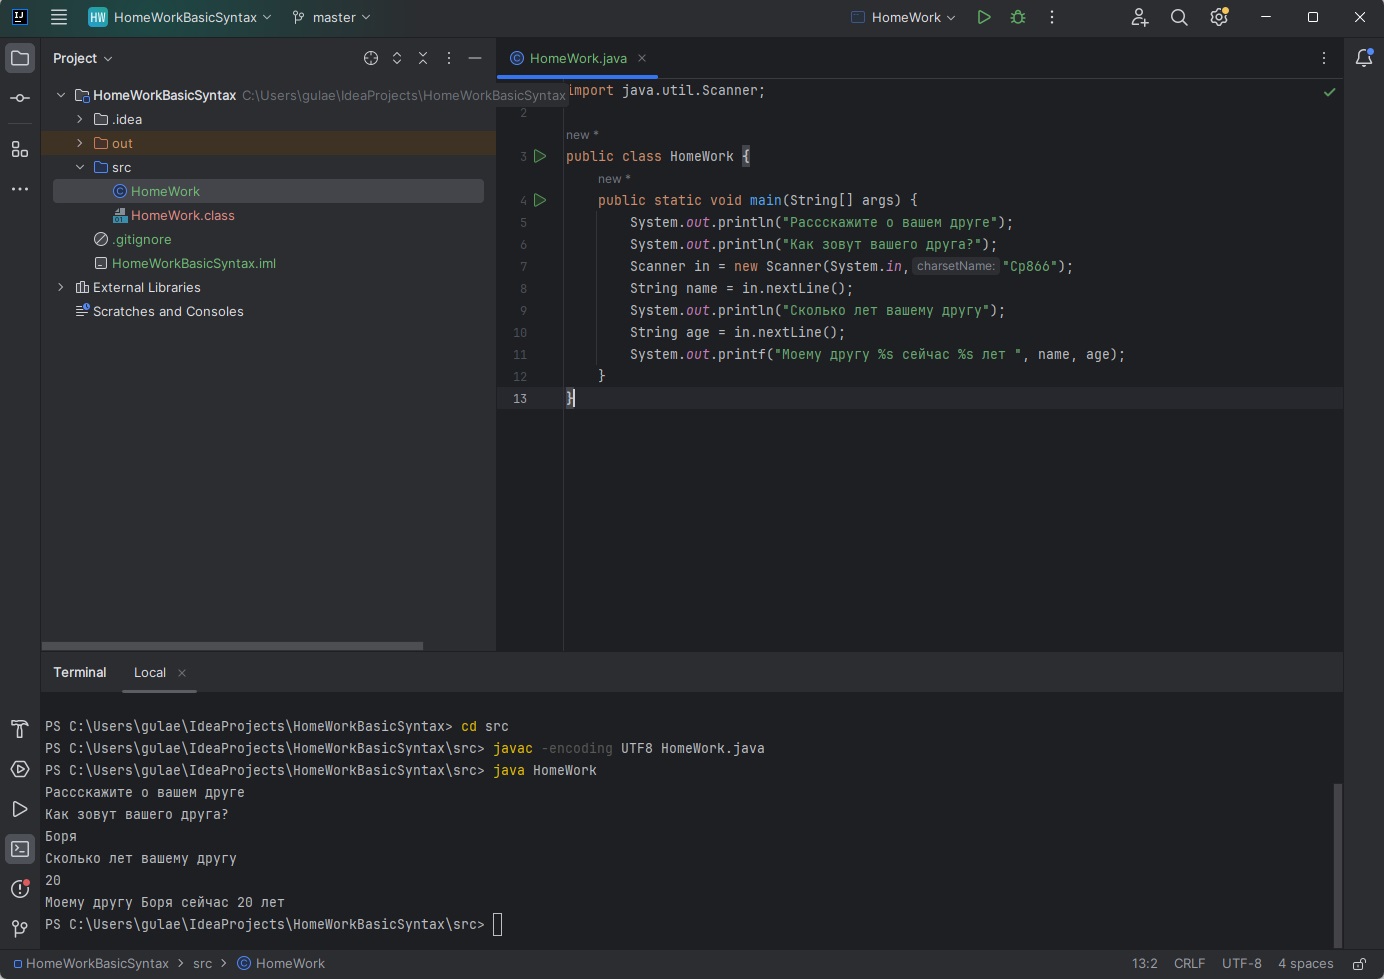 HW HomeWorkBasicSyntax master HomeWork
Project
HomeWork.java
HomeWorkBasicSyntax C:\Users\gulae\IdeaProjects\HomeWorkBasicSyntax
.idea
out
src
HomeWork
HomeWork.class
.gitignore
HomeWorkBasicSyntax.iml
External Libraries
Scratches and Consoles
import java.util.Scanner;
2
new *
3 public class HomeWork {
new *
4 public static void main(String[] args) {
5 System.out.println("Рассскажите о вашем друге");
6 System.out.println("Как зовут вашего друга?");
7 Scanner in = new Scanner(System.in, charsetName: "Cp866");
8 String name = in.nextLine();
9 System.out.println("Сколько лет вашему другу");
10 String age = in.nextLine();
11 System.out.printf("Моему другу %s сейчас %s лет ", name, age);
12 }
13 }
Terminal Local
PS C:\Users\gulae\IdeaProjects\HomeWorkBasicSyntax> cd src
PS C:\Users\gulae\IdeaProjects\HomeWorkBasicSyntax\src> javac -encoding UTF8 HomeWork.java
PS C:\Users\gulae\IdeaProjects\HomeWorkBasicSyntax\src> java HomeWork
Рассскажите о вашем друге
Как зовут вашего друга?
Боря
Сколько лет вашему другу
20
Моему другу Боря сейчас 20 лет
PS C:\Users\gulae\IdeaProjects\HomeWorkBasicSyntax\src>
HomeWorkBasicSyntax > src > HomeWork 13:2 CRLF UTF-8 4 spaces